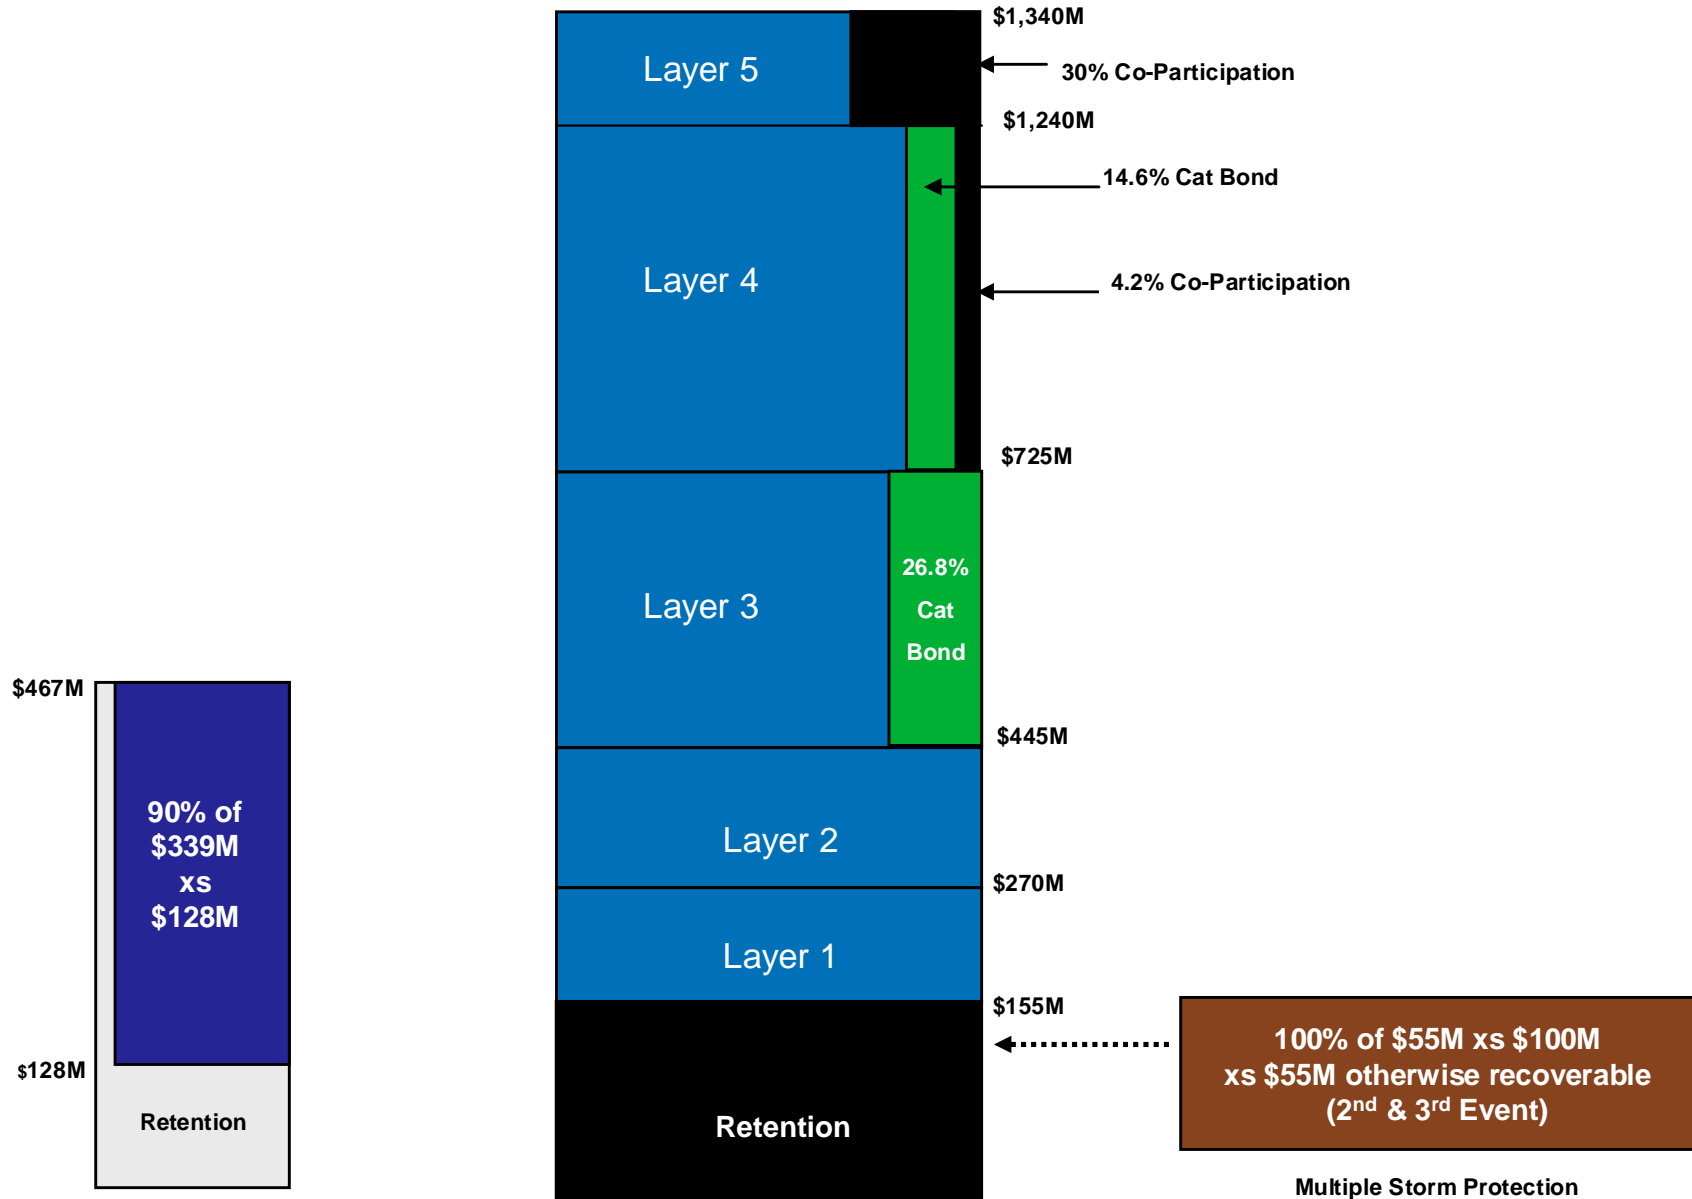 $1,340M
Layer 5
30% Co-Participation
$1,240M
14.6% Cat Bond
Layer 4
4.2% Co-Participation
$725M
26.8%
Cat
Bond
Layer 3
$467M
$445M
90% of
$339M
xs
$128M
Layer 2
$270M
Layer 1
$155M
100% of $55M xs $100M
xs $55M otherwise recoverable
(2nd & 3rd Event)
$128M
Retention
Retention
Multiple Storm Protection